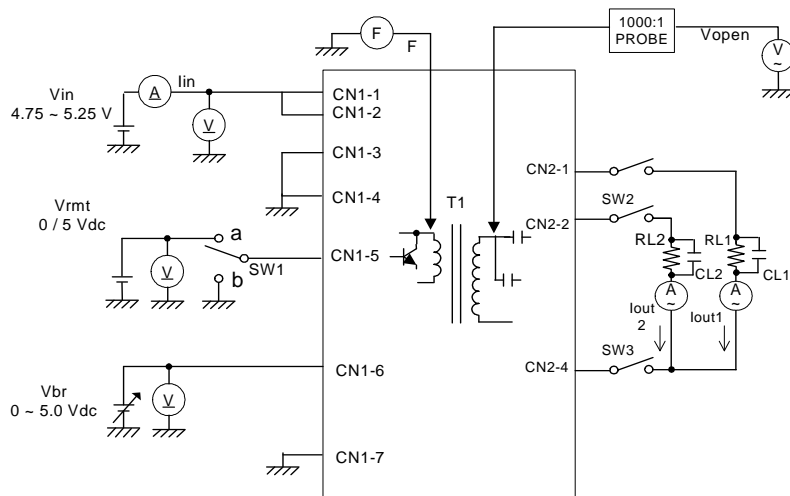 1000:1
PROBE
Vopen
V
~
F
F
Vin
4.75 ~ 5.25 V
A
Iin
V
CN1-1
CN1-2
CN1-3
CN1-4
Vrmt
0 / 5 Vdc
V
a
b
SW1
CN1-5
T1
CN2-1
SW2
CN2-2
RL2
CL2
RL1
CL1
A
~
A
~
Iout
2
Iout1
SW3
CN2-4
Vbr
0 ~ 5.0 Vdc
V
CN1-6
CN1-7